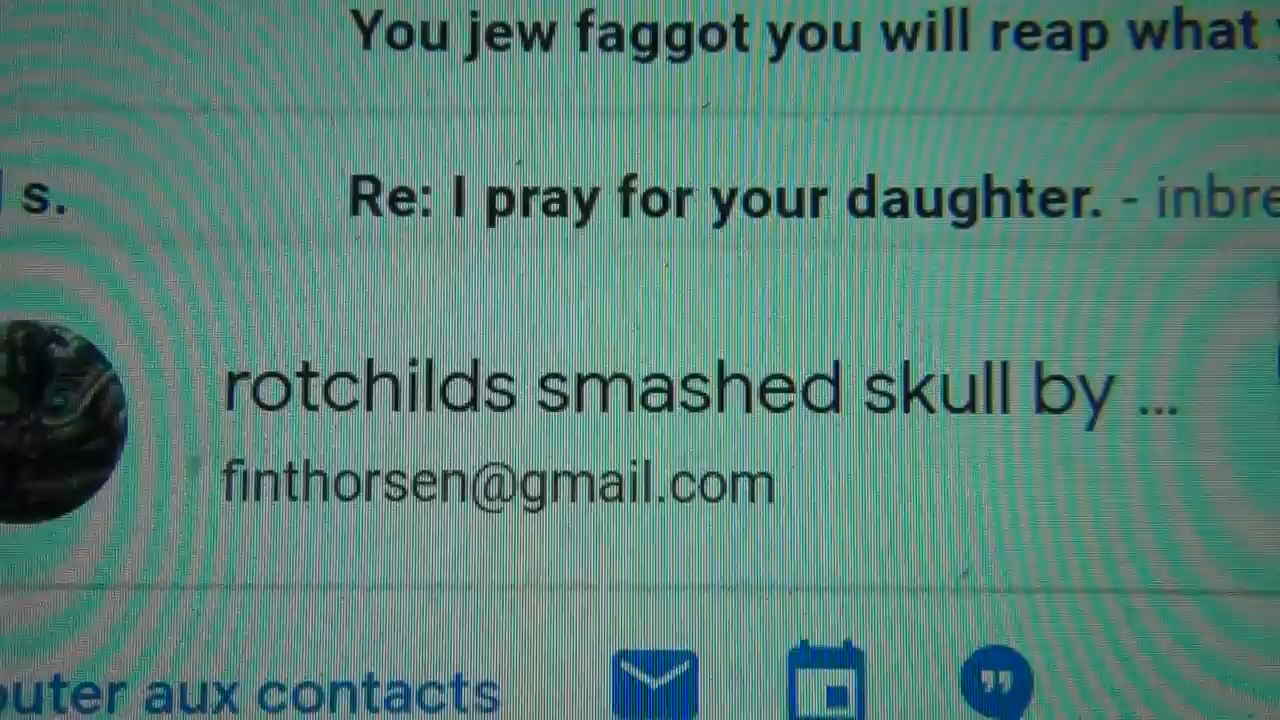 You jew faggot you will reap what
s.
Re: I pray for your daughter. - inbre
rotchilds smashed skull by ...
finthorsen@gmail.com
outer aux contacts